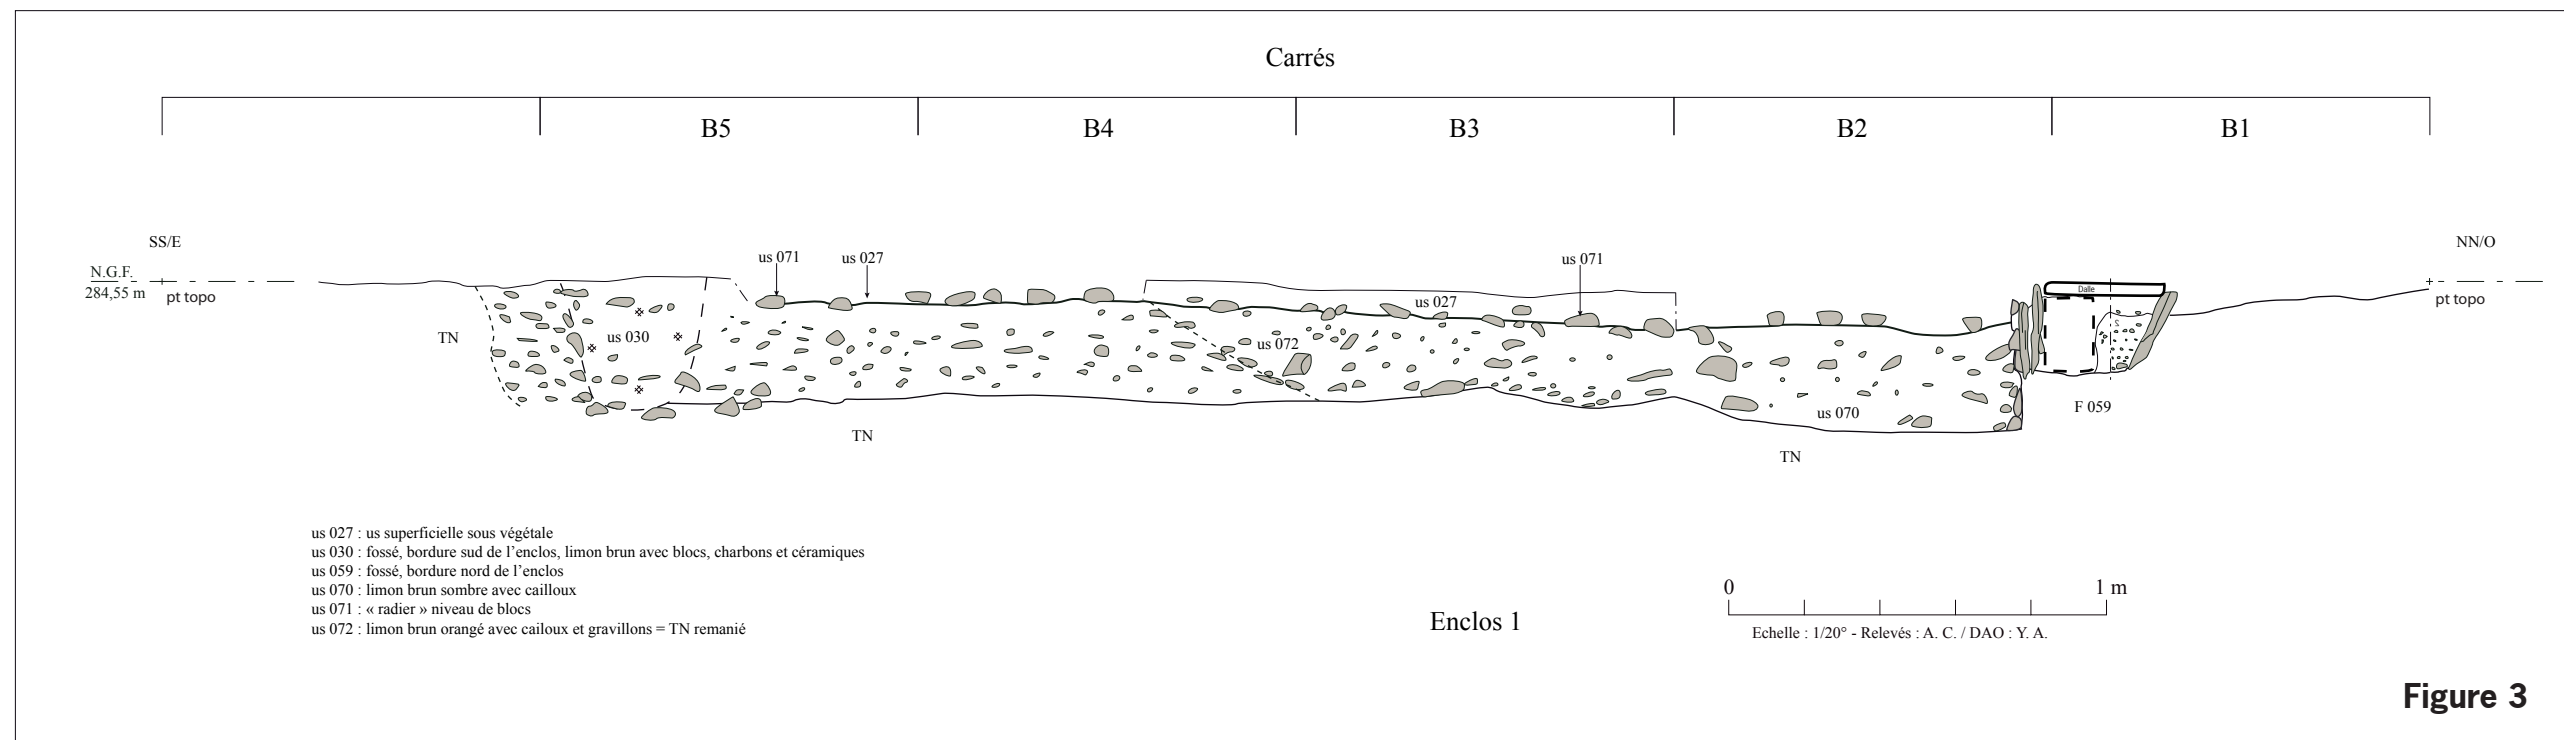 Carrés
B5 B4 B3 B2 B1
SS/E
NN/O
N.G.F.
284,55 m
pt topo
us 071
us 027
us 071
pt topo
Dalle
us 027
TN
us 030
us 072
us 070
F 059
TN
TN
us 027 : us superficielle sous végétale
us 030 : fossé, bordure sud de l’enclos, limon brun avec blocs, charbons et céramiques
us 059 : fossé, bordure nord de l’enclos
us 070 : limon brun sombre avec cailloux
us 071 : « radier » niveau de blocs
us 072 : limon brun orangé avec cailoux et gravillons = TN remanié
Enclos 1
0 1 m
Echelle : 1/20° - Relevés : A. C. / DAO : Y. A.
Figure 3